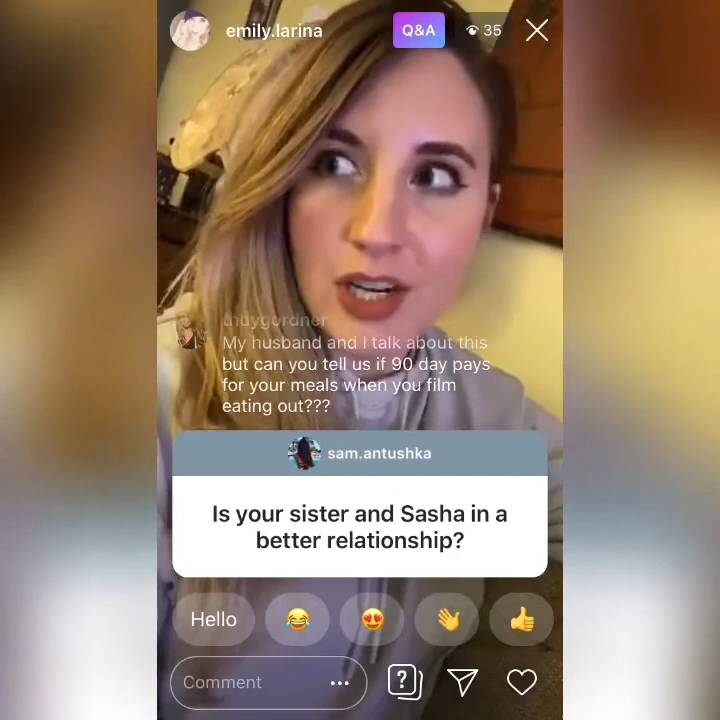 emily.larina
Q&A
35
thuygordner
My husband and I talk about this
but can you tell us if 90 day pays
for your meals when you film
eating out???
sam.antushka
Is your sister and Sasha in a
better relationship?
Hello
Comment
?